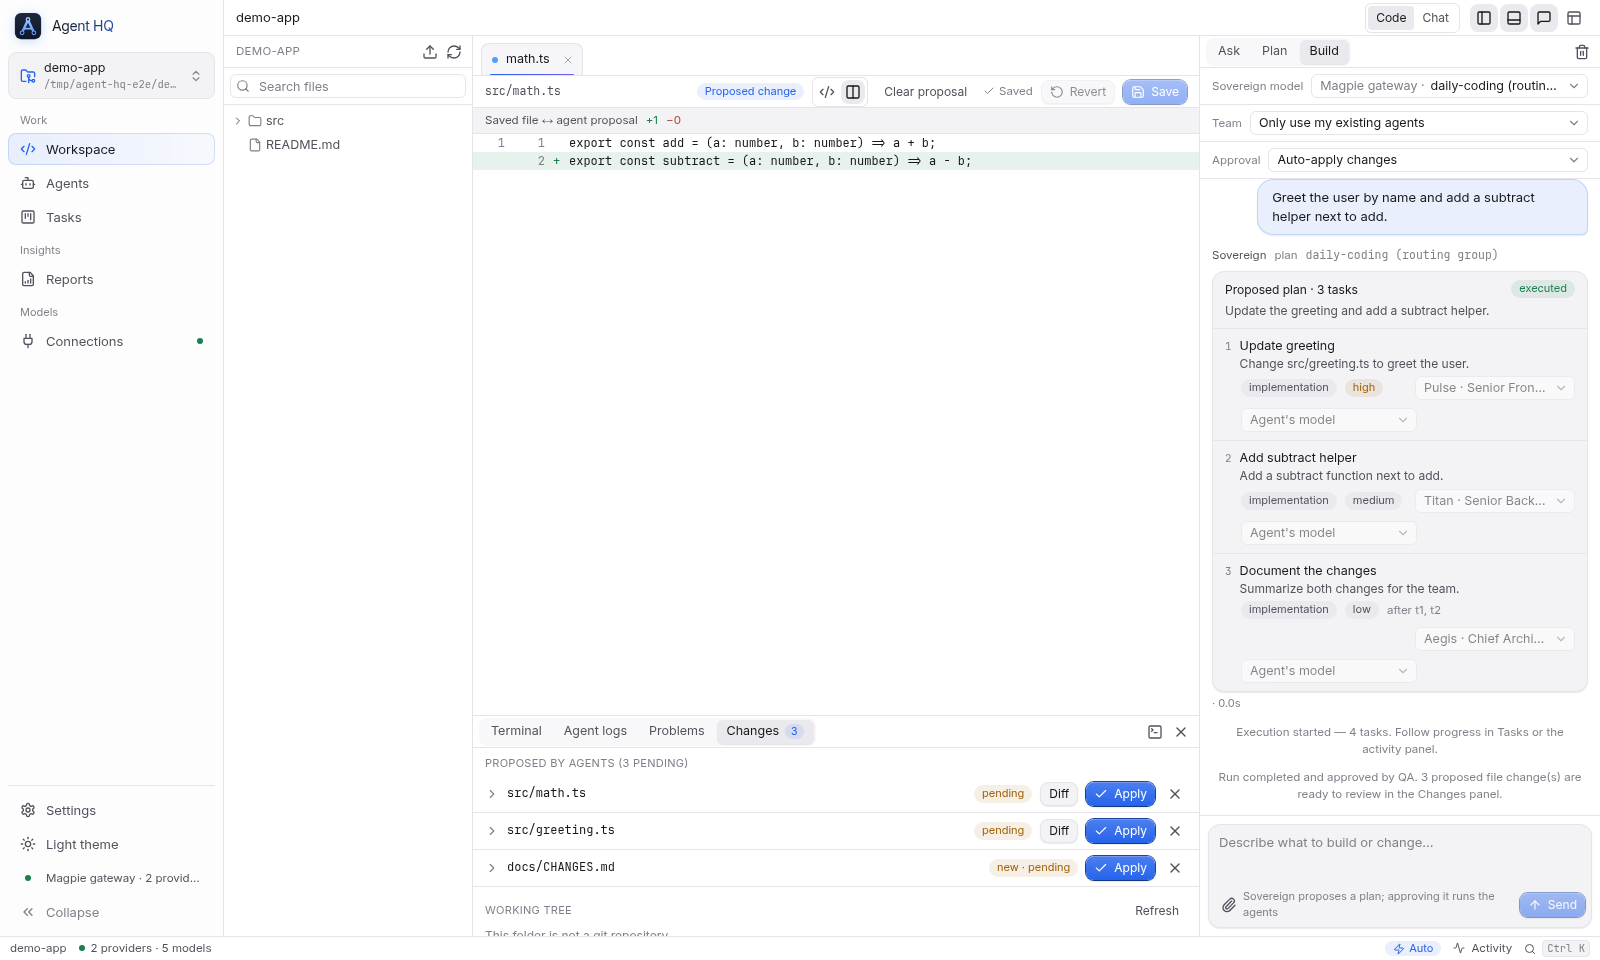 Agent HQ
demo-app
/tmp/agent-hq-e2e/de...
Work
Workspace
Agents
Tasks
Insights
Reports
Models
Connections
Settings
Light theme
Magpie gateway · 2 provid...
Collapse
demo-app
Code
Chat
DEMO-APP
Search files
src
README.md
math.ts
src/math.ts
Proposed change
Clear proposal
Saved
Revert
Save
Saved file ↔ agent proposal +1 −0
1 1 export const add = (a: number, b: number) => a + b;
2 + export const subtract = (a: number, b: number) => a - b;
Terminal
Agent logs
Problems
Changes 3
PROPOSED BY AGENTS (3 PENDING)
src/math.ts pending Diff Apply
src/greeting.ts pending Diff Apply
docs/CHANGES.md new · pending Apply
WORKING TREE Refresh
This folder is not a git repository
Ask
Plan
Build
Sovereign model Magpie gateway · daily-coding (routin...
Team Only use my existing agents
Approval Auto-apply changes
Greet the user by name and add a subtract
helper next to add.
Sovereign plan daily-coding (routing group)
Proposed plan · 3 tasks executed
Update the greeting and add a subtract helper.
1 Update greeting
Change src/greeting.ts to greet the user.
implementation high Pulse · Senior Fron...
Agent's model
2 Add subtract helper
Add a subtract function next to add.
implementation medium Titan · Senior Back...
Agent's model
3 Document the changes
Summarize both changes for the team.
implementation low after t1, t2
Aegis · Chief Archi...
Agent's model
· 0.0s
Execution started — 4 tasks. Follow progress in Tasks or the
activity panel.
Run completed and approved by QA. 3 proposed file change(s) are
ready to review in the Changes panel.
Describe what to build or change...
Sovereign proposes a plan; approving it runs the
agents
Send
demo-app
2 providers · 5 models
Auto
Activity
Ctrl K